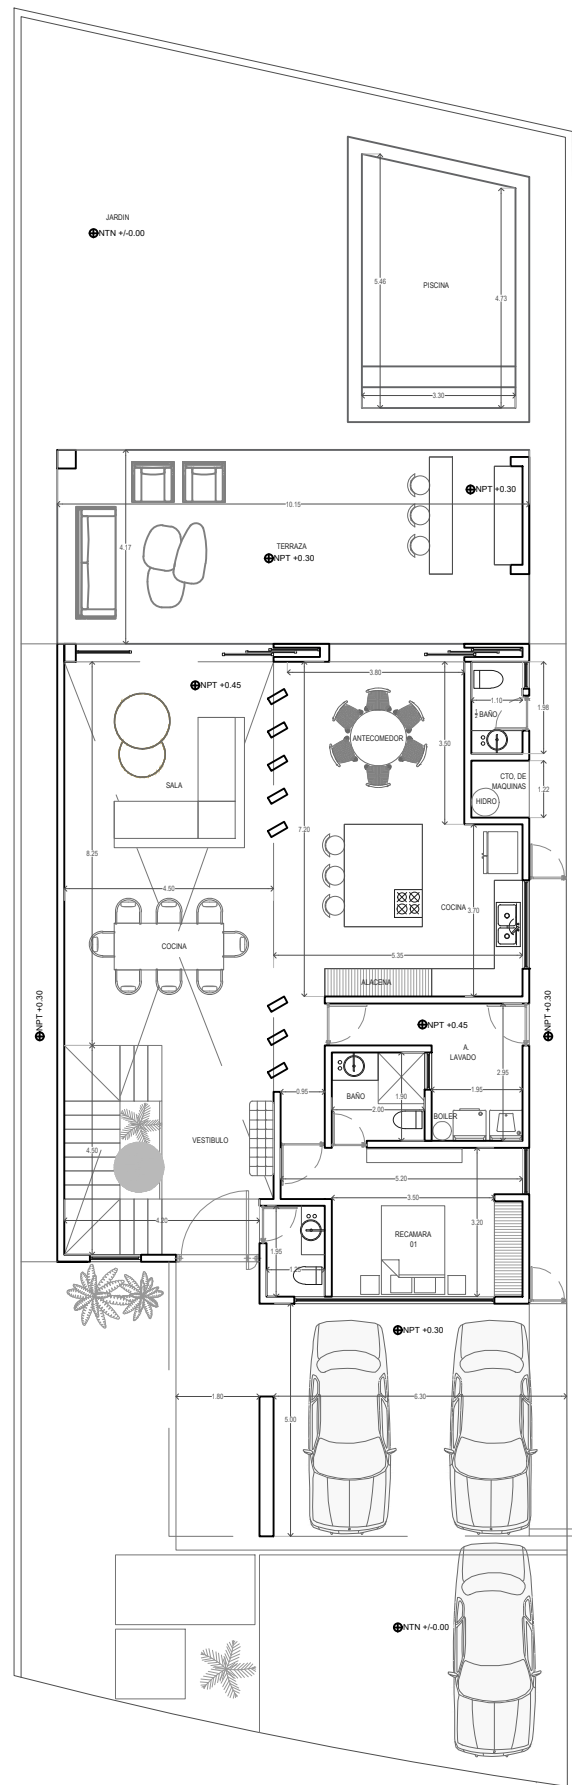 JARDIN
NTN +/-0.00
5.46
PISCINA
4.73
3.30
NPT +0.30
10.15
TERRAZA
NPT +0.30
4.17
NPT +0.45
3.80
1.10
BAÑO
1.98
ANTECOMEDOR
3.50
SALA
CTO. DE
MAQUINAS
HIDRO
1.22
7.20
8.25
4.50
COCINA
3.70
COCINA
5.35
ALACENA
NPT +0.30
NPT +0.45
NPT +0.30
A.
LAVADO
2.95
0.95
BAÑO
1.90
2.00
1.95
BOILER
VESTIBULO
4.50
5.20
3.50
3.20
4.20
1.95
RECAMARA
01
1.25
NPT +0.30
1.80
6.30
5.00
NTN +/-0.00